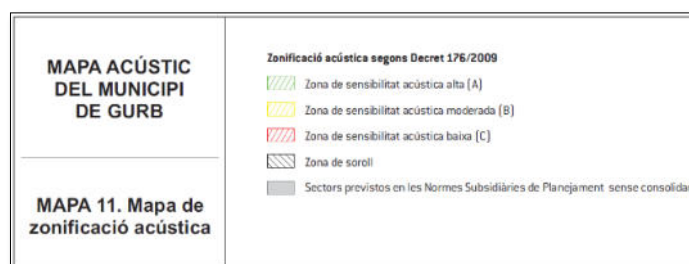 MAPA ACÚSTIC
DEL MUNICIPI
DE GURB
MAPA 11. Mapa de
zonificació acústica
Zonificació acústica segons Decret 176/2009
Zona de sensibilitat acústica alta (A)
Zona de sensibilitat acústica moderada (B)
Zona de sensibilitat acústica baixa (C)
Zona de soroll
Sectors previstos en les Normes Subsidiàries de Planejament sense consolidar